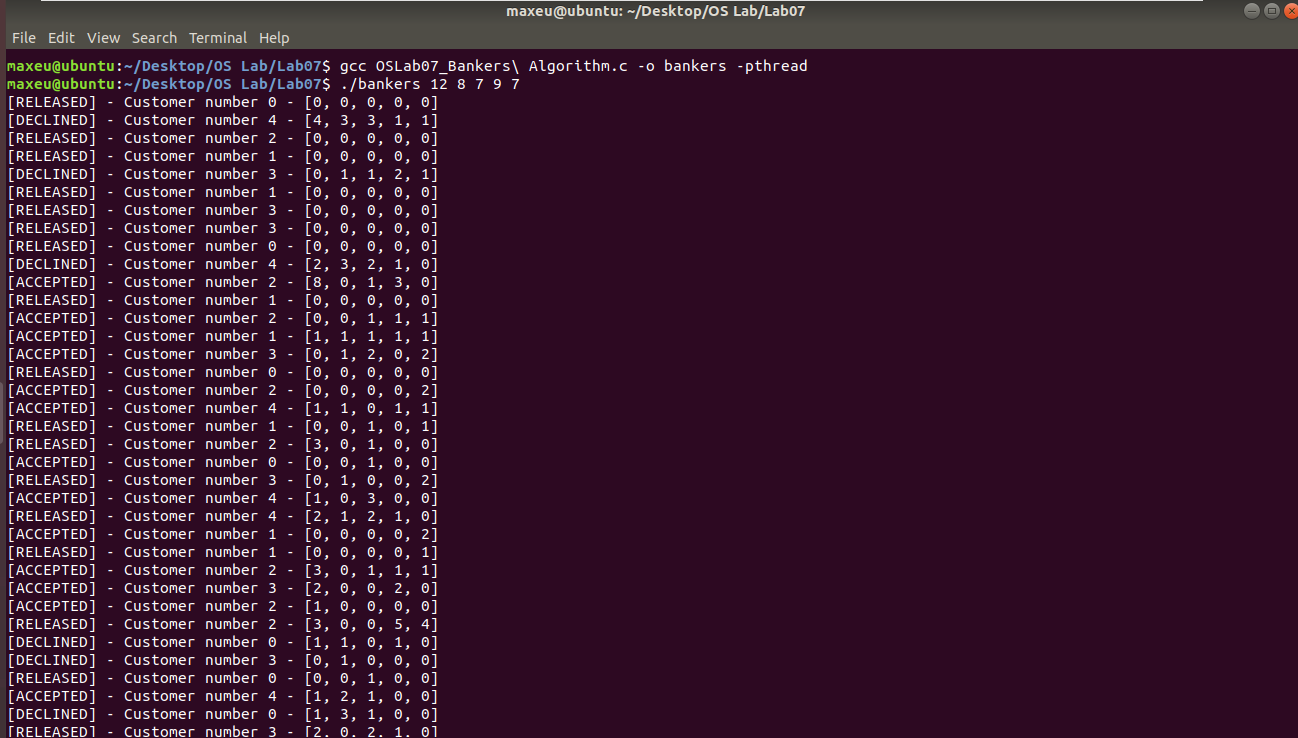 maxeu@ubuntu: ~/Desktop/OS Lab/Lab07
File Edit View Search Terminal Help
maxeu@ubuntu:~/Desktop/OS Lab/Lab07$ gcc OSLab07_Bankers\ Algorithm.c -o bankers -pthread
maxeu@ubuntu:~/Desktop/OS Lab/Lab07$ ./bankers 12 8 7 9 7
[RELEASED] - Customer number 0 - [0, 0, 0, 0, 0]
[DECLINED] - Customer number 4 - [4, 3, 3, 1, 1]
[RELEASED] - Customer number 2 - [0, 0, 0, 0, 0]
[RELEASED] - Customer number 1 - [0, 0, 0, 0, 0]
[DECLINED] - Customer number 3 - [0, 1, 1, 2, 1]
[RELEASED] - Customer number 1 - [0, 0, 0, 0, 0]
[RELEASED] - Customer number 3 - [0, 0, 0, 0, 0]
[RELEASED] - Customer number 3 - [0, 0, 0, 0, 0]
[RELEASED] - Customer number 0 - [0, 0, 0, 0, 0]
[DECLINED] - Customer number 4 - [2, 3, 2, 1, 0]
[ACCEPTED] - Customer number 2 - [8, 0, 1, 3, 0]
[RELEASED] - Customer number 1 - [0, 0, 0, 0, 0]
[ACCEPTED] - Customer number 2 - [0, 0, 1, 1, 1]
[ACCEPTED] - Customer number 1 - [1, 1, 1, 1, 1]
[ACCEPTED] - Customer number 3 - [0, 1, 2, 0, 2]
[RELEASED] - Customer number 0 - [0, 0, 0, 0, 0]
[ACCEPTED] - Customer number 2 - [0, 0, 0, 0, 2]
[ACCEPTED] - Customer number 4 - [1, 1, 0, 1, 1]
[RELEASED] - Customer number 1 - [0, 0, 1, 0, 1]
[RELEASED] - Customer number 2 - [3, 0, 1, 0, 0]
[ACCEPTED] - Customer number 0 - [0, 0, 1, 0, 0]
[RELEASED] - Customer number 3 - [0, 1, 0, 0, 2]
[ACCEPTED] - Customer number 4 - [1, 0, 3, 0, 0]
[RELEASED] - Customer number 4 - [2, 1, 2, 1, 0]
[ACCEPTED] - Customer number 1 - [0, 0, 0, 0, 2]
[RELEASED] - Customer number 1 - [0, 0, 0, 0, 1]
[ACCEPTED] - Customer number 2 - [3, 0, 1, 1, 1]
[ACCEPTED] - Customer number 3 - [2, 0, 0, 2, 0]
[ACCEPTED] - Customer number 2 - [1, 0, 0, 0, 0]
[RELEASED] - Customer number 2 - [3, 0, 0, 5, 4]
[DECLINED] - Customer number 0 - [1, 1, 0, 1, 0]
[DECLINED] - Customer number 3 - [0, 1, 0, 0, 0]
[RELEASED] - Customer number 0 - [0, 0, 1, 0, 0]
[ACCEPTED] - Customer number 4 - [1, 2, 1, 0, 0]
[DECLINED] - Customer number 0 - [1, 3, 1, 0, 0]
[RELEASED] - Customer number 3 - [2, 0, 2, 1, 0]